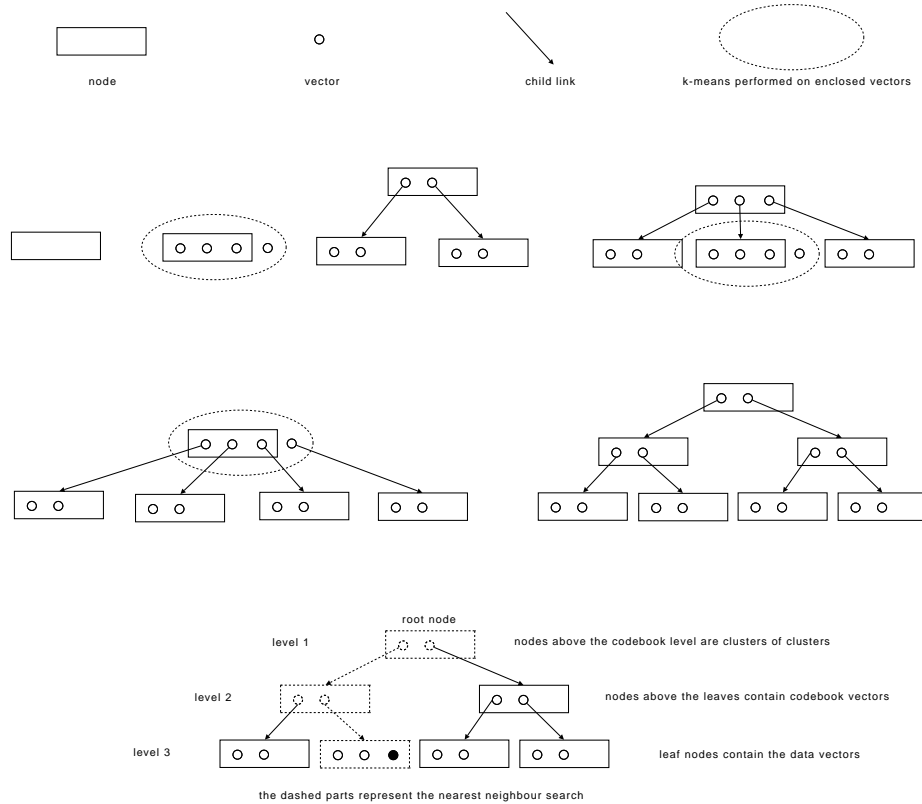 node
vector
child link
k-means performed on enclosed vectors
root node
level 1
nodes above the codebook level are clusters of clusters
level 2
nodes above the leaves contain codebook vectors
level 3
leaf nodes contain the data vectors
the dashed parts represent the nearest neighbour search